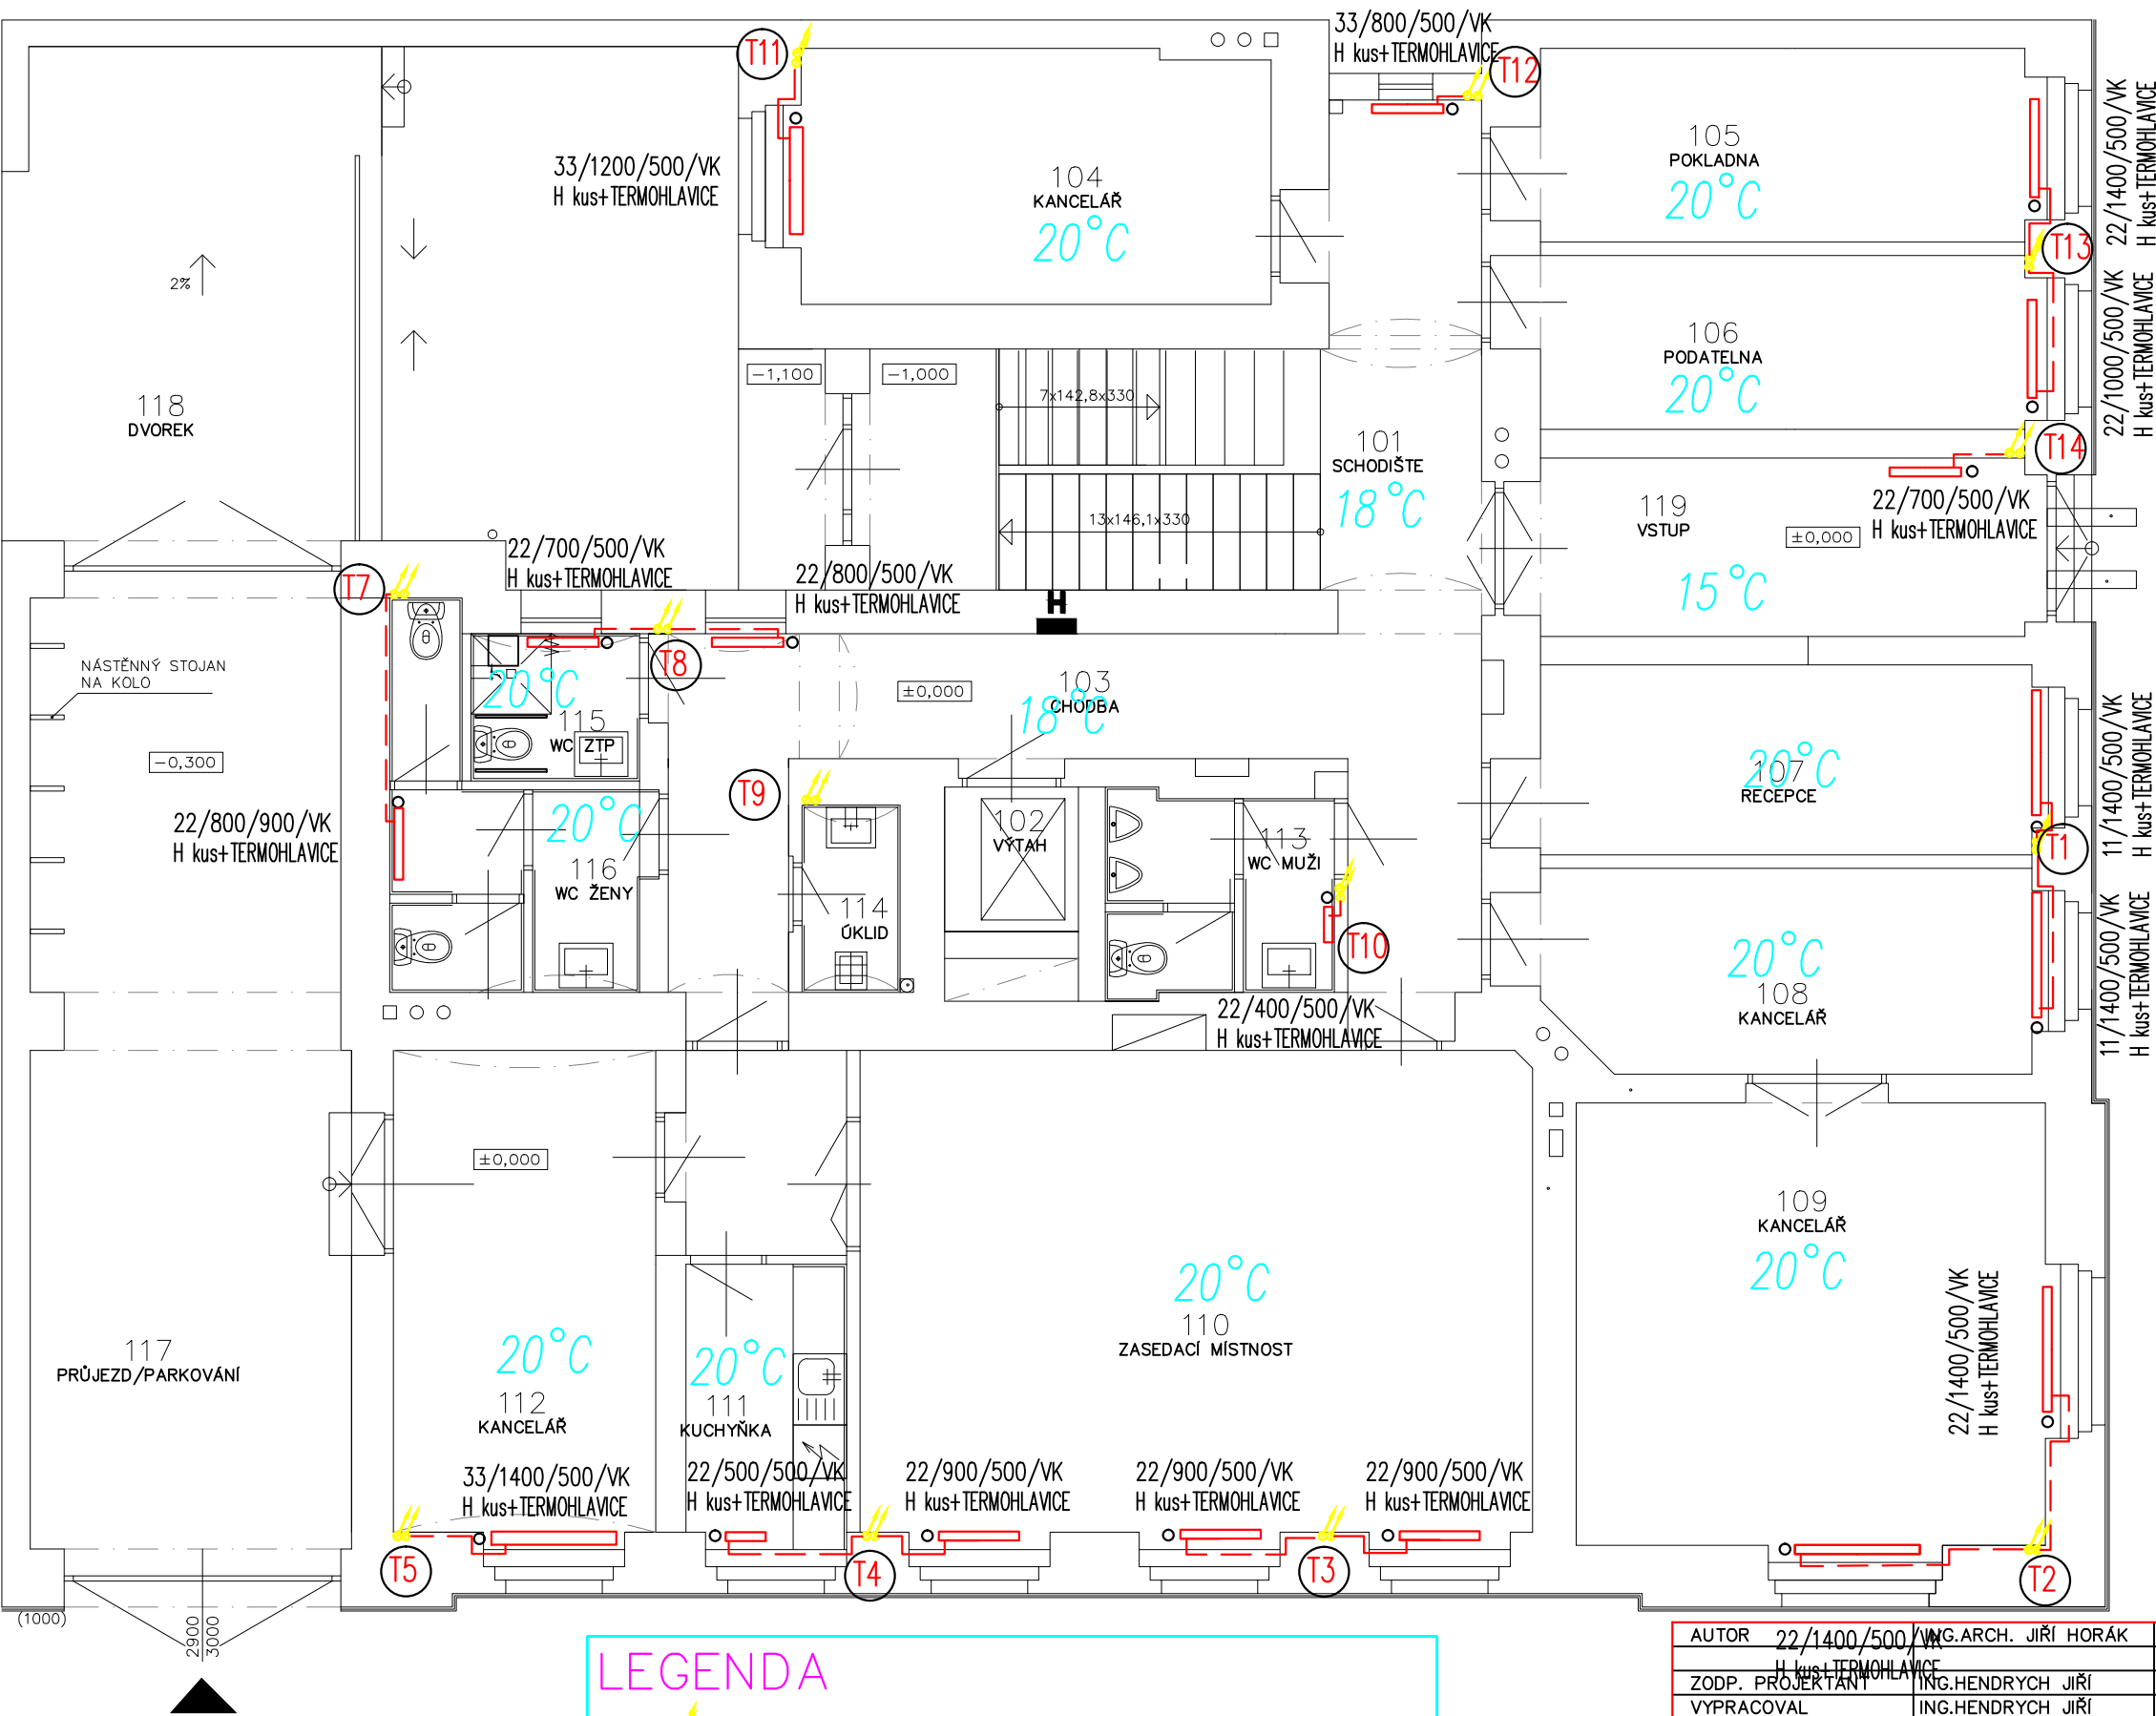 33/800/500/VK
H kus+TERMOHLAVICE
T11
T12
33/1200/500/VK
H kus+TERMOHLAVICE
104
KANCELÁŘ
20°C
105
POKLADNA
20°C
22/1400/500/VK
H kus+TERMOHLAVICE
T13
2%
118
DVOREK
-1,100
-1,000
7x142,8x330
13x146,1x330
101
SCHODIŠTE
18°C
106
PODATELNA
20°C
22/1000/500/VK
H kus+TERMOHLAVICE
T14
119
VSTUP
±0,000
15°C
22/700/500/VK
H kus+TERMOHLAVICE
T7
22/700/500/VK
H kus+TERMOHLAVICE
22/800/500/VK
H kus+TERMOHLAVICE
H
T8
NÁSTĚNNÝ STOJAN
NA KOLO
20°C
115
WC ZTP
±0,000
103
CHODBA
18°C
-0,300
T9
22/800/900/VK
H kus+TERMOHLAVICE
20°C
116
WC ŽENY
114
ÚKLID
102
VÝTAH
113
WC MUŽI
T10
22/400/500/VK
H kus+TERMOHLAVICE
20°C
107
RECEPCE
11/1400/500/VK
H kus+TERMOHLAVICE
T1
20°C
108
KANCELÁŘ
11/1400/500/VK
H kus+TERMOHLAVICE
±0,000
109
KANCELÁŘ
20°C
22/1400/500/VK
H kus+TERMOHLAVICE
117
PRŮJEZD/PARKOVÁNÍ
20°C
112
KANCELÁŘ
33/1400/500/VK
H kus+TERMOHLAVICE
20°C
111
KUCHYŇKA
22/500/500/VK
H kus+TERMOHLAVICE
20°C
110
ZASEDACÍ MÍSTNOST
22/900/500/VK
H kus+TERMOHLAVICE
22/900/500/VK
H kus+TERMOHLAVICE
22/900/500/VK
H kus+TERMOHLAVICE
T5
T4
T3
T2
(1000)
2900
3000
LEGENDA
22/1400/500/VK
H kus+TERMOHLAVICE
AUTOR ING.ARCH. JIŘÍ HORÁK
ZODP. PROJEKTANT ING.HENDRYCH JIŘÍ
VYPRACOVAL ING.HENDRYCH JIŘÍ